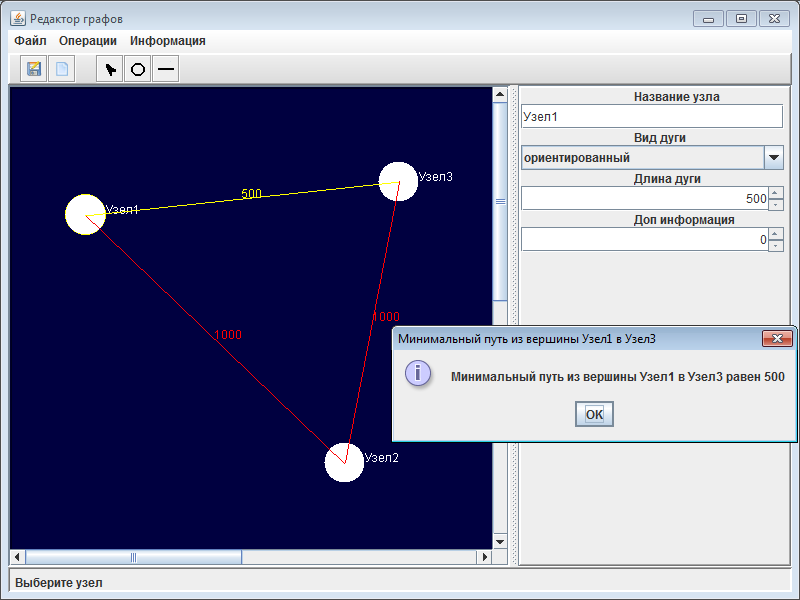 Редактор графов
Файл Операции Информация
Название узла
Узел1
Вид дуги
ориентированный
Длина дуги
500
Доп информация
0
Узел3
500
Узел1
1000
1000
Узел2
Минимальный путь из вершины Узел1 в Узел3
Минимальный путь из вершины Узел1 в Узел3 равен 500
OK
Выберите узел